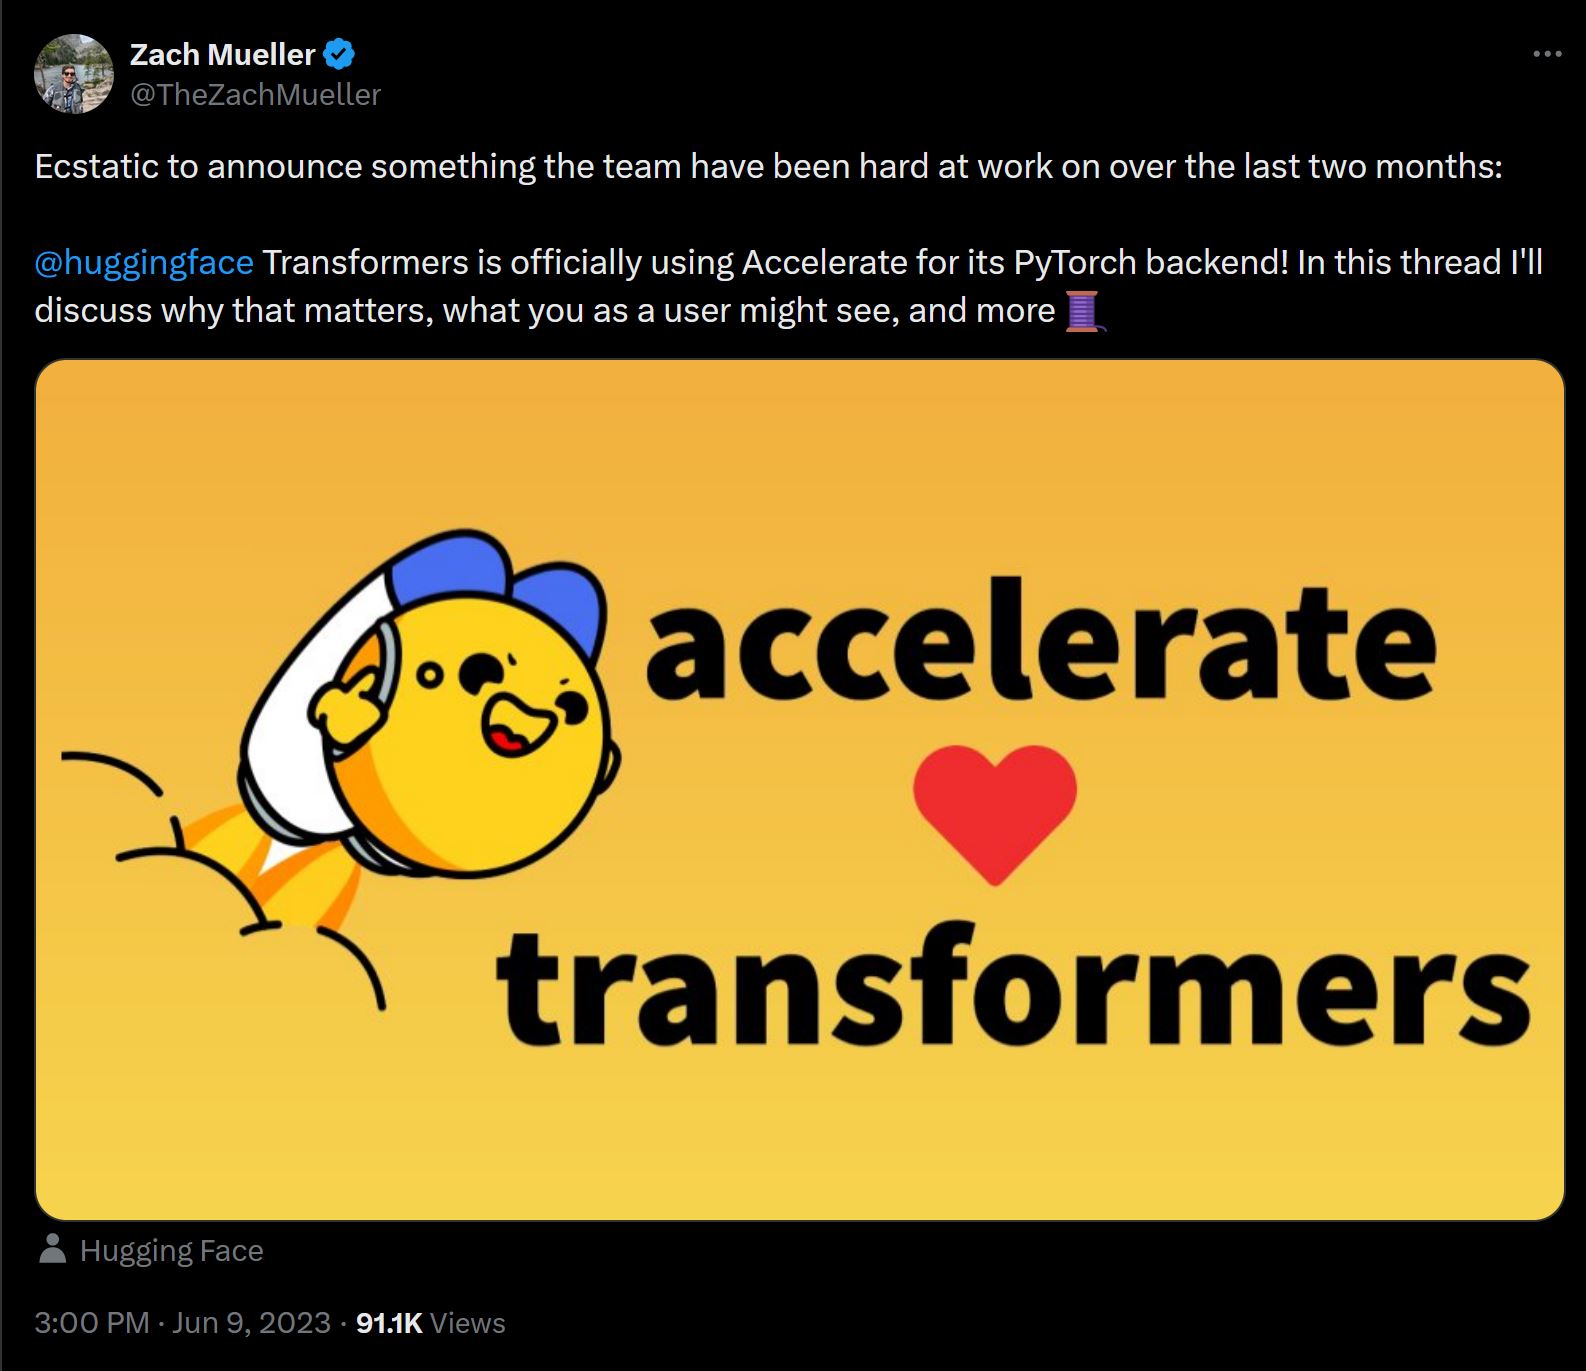 Zach Mueller
@TheZachMueller
Ecstatic to announce something the team have been hard at work on over the last two months:
@huggingface Transformers is officially using Accelerate for its PyTorch backend! In this thread I'll
discuss why that matters, what you as a user might see, and more 🧵
accelerate
transformers
Hugging Face
3:00 PM · Jun 9, 2023 · 91.1K Views